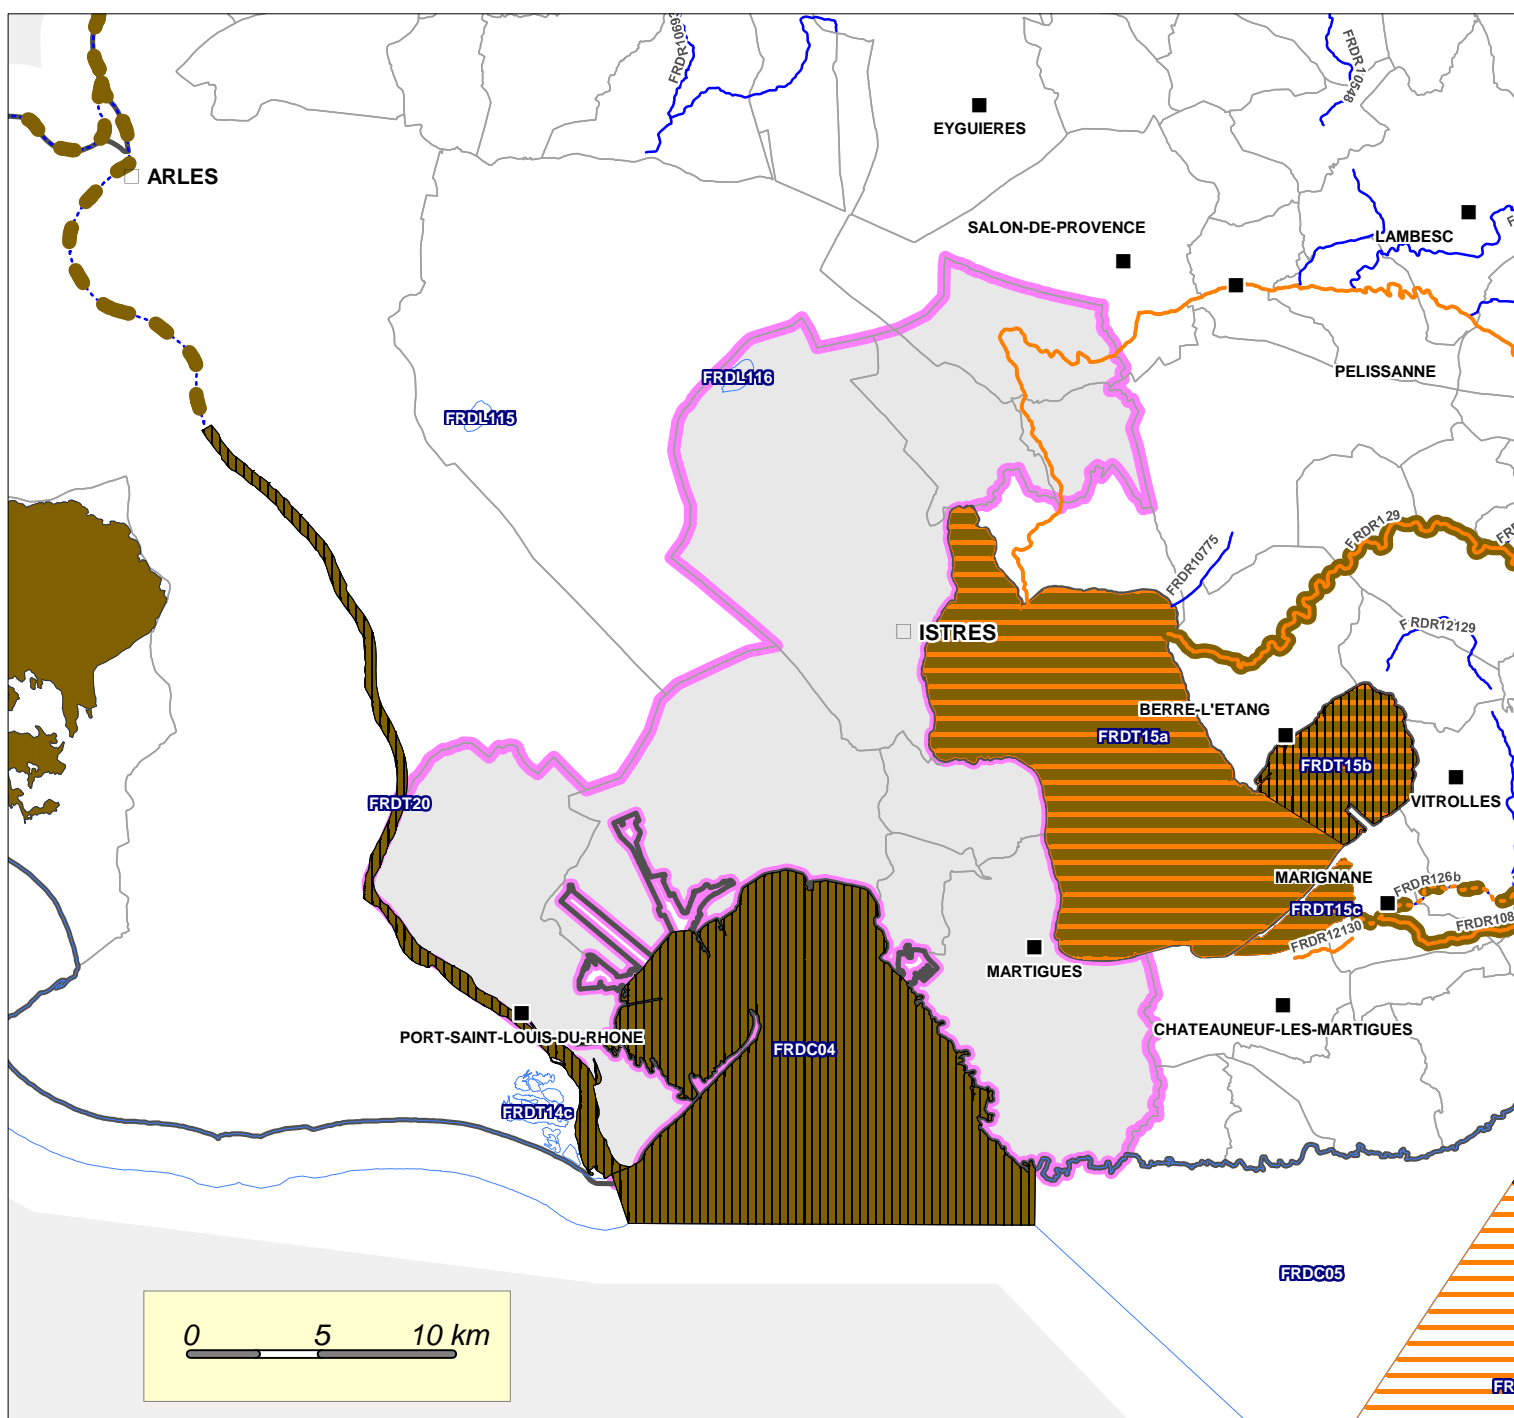 FRDR10693
FRDR10548
EYGUIERES
ARLES
SALON-DE-PROVENCE
LAMBESC
PELISSANNE
FRDL116
FRDL115
FRDR129
FRDR10775
ISTRES
FRDR12129
BERRE-L'ETANG
FRDT15a
FRDT15b
VITROLLES
FRDT20
MARIGNANE
FRDR126b
FRDT15c
FRDR108
FRDR12130
MARTIGUES
CHATEAUNEUF-LES-MARTIGUES
PORT-SAINT-LOUIS-DU-RHONE
FRDC04
FRDT14c
FRDC05
0 5 10 km
FR